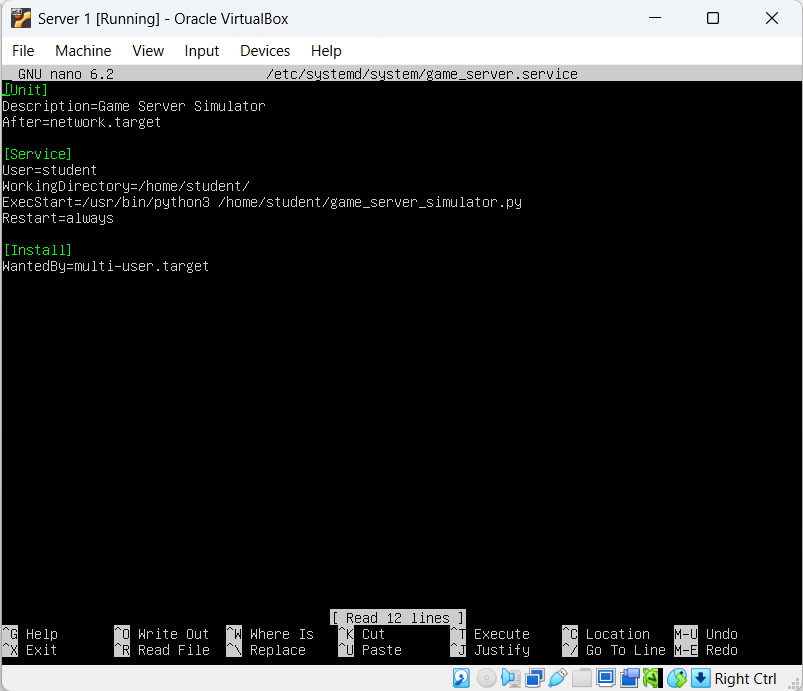 Server 1 [Running] - Oracle VirtualBox
File Machine View Input Devices Help
GNU nano 6.2 /etc/systemd/system/game_server.service
[Unit]
Description=Game Server Simulator
After=network.target
[Service]
User=student
WorkingDirectory=/home/student/
ExecStart=/usr/bin/python3 /home/student/game_server_simulator.py
Restart=always
[Install]
WantedBy=multi-user.target
[ Read 12 lines ]
^G Help ^O Write Out ^W Where Is ^K Cut ^T Execute ^C Location M-U Undo
^X Exit ^R Read File ^\ Replace ^U Paste ^J Justify ^/ Go To Line M-E Redo
Right Ctrl